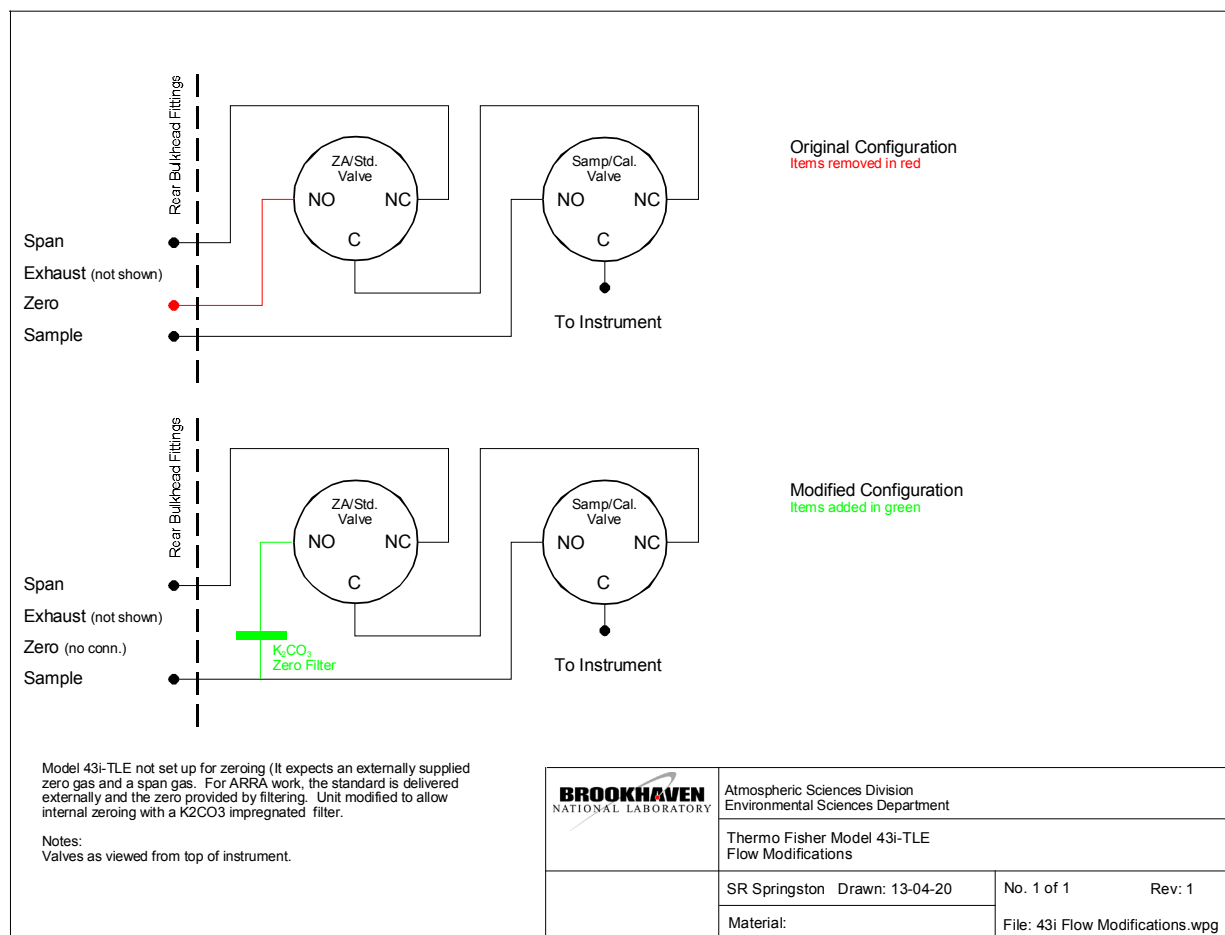 Rear Bulkhead Fittings
ZA/Std.
Valve
NO
NC
C
Samp/Cal.
Valve
NO
NC
C
To Instrument
Original Configuration
Items removed in red
Span
Exhaust (not shown)
Zero
Sample
Rear Bulkhead Fittings
ZA/Std.
Valve
NO
NC
C
Samp/Cal.
Valve
NO
NC
C
To Instrument
Modified Configuration
Items added in green
Span
Exhaust (not shown)
Zero (no conn.)
Sample
K₂CO₃
Zero Filter
Model 43i-TLE not set up for zeroing (It expects an externally supplied
zero gas and a span gas. For ARRA work, the standard is delivered
externally and the zero provided by filtering. Unit modified to allow
internal zeroing with a K2CO3 impregnated filter.
Notes:
Valves as viewed from top of instrument.
BROOKHAVEN
NATIONAL LABORATORY
Atmospheric Sciences Division
Environmental Sciences Department
Thermo Fisher Model 43i-TLE
Flow Modifications
SR Springston Drawn: 13-04-20
No. 1 of 1 Rev: 1
Material:
File: 43i Flow Modifications.wpg